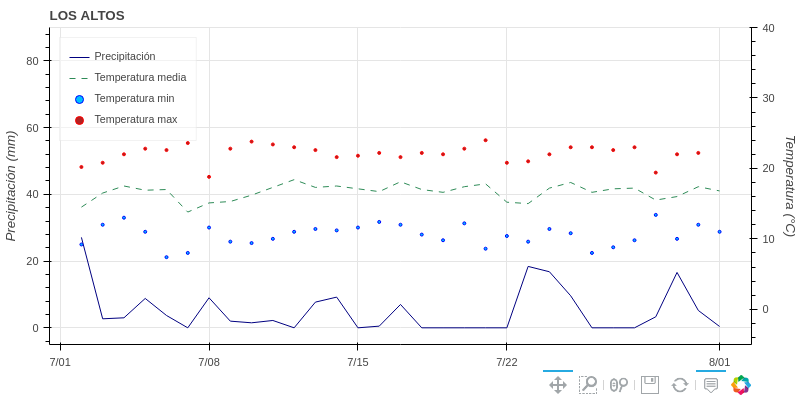 LOS ALTOS
Precipitación
Temperatura media
Temperatura min
Temperatura max
Precipitación (mm)
80
60
40
20
0
Temperatura (°C)
40
30
20
10
0
7/01
7/08
7/15
7/22
8/01